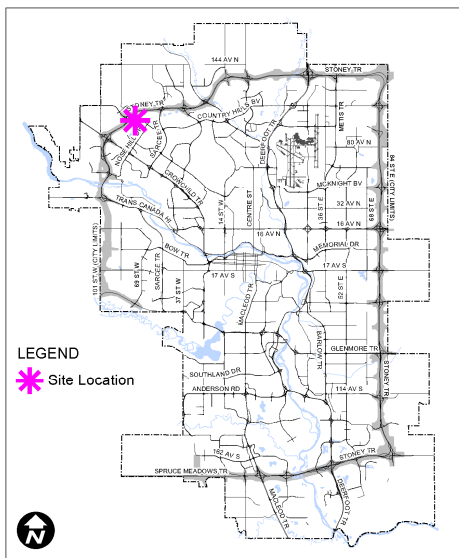 144 AV N
STONEY TR
STONEY TR
COUNTRY HILLS BV
METIS TR
SARCEE TR
NOSE HILL
DEERFOOT TR
80 AV N
84 ST E (CITY LIMITS)
CROWCHILD TR
MCKNIGHT BV
14 ST W
CENTRE ST
36 ST E
32 AV N
68 ST E
TRANS CANADA HI
16 AV N
16 AV N
101 ST W (CITY LIMITS)
BOW TR
MEMORIAL DR
69 ST W
SARCEE TR
37 ST W
17 AV S
17 AV S
52 ST E
MACLEOD TR
BARLOW TR
LEGEND
Site Location
GLENMORE TR
SOUTHLAND DR
STONEY TR
ANDERSON RD
114 AV S
162 AV S
STONEY TR
SPRUCE MEADOWS TR
MACLEOD TR
DEERFOOT TR
N